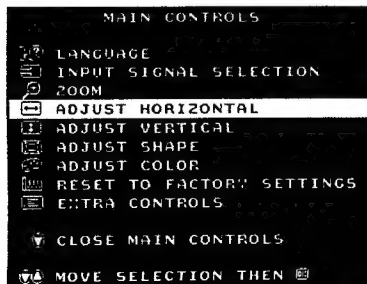 MAIN CONTROLS
LANGUAGE
INPUT SIGNAL SELECTION
ZOOM
ADJUST HORIZONTAL
ADJUST VERTICAL
ADJUST SHAPE
ADJUST COLOR
RESET TO FACTORY SETTINGS
EXTRA CONTROLS
CLOSE MAIN CONTROLS
MOVE SELECTION THEN